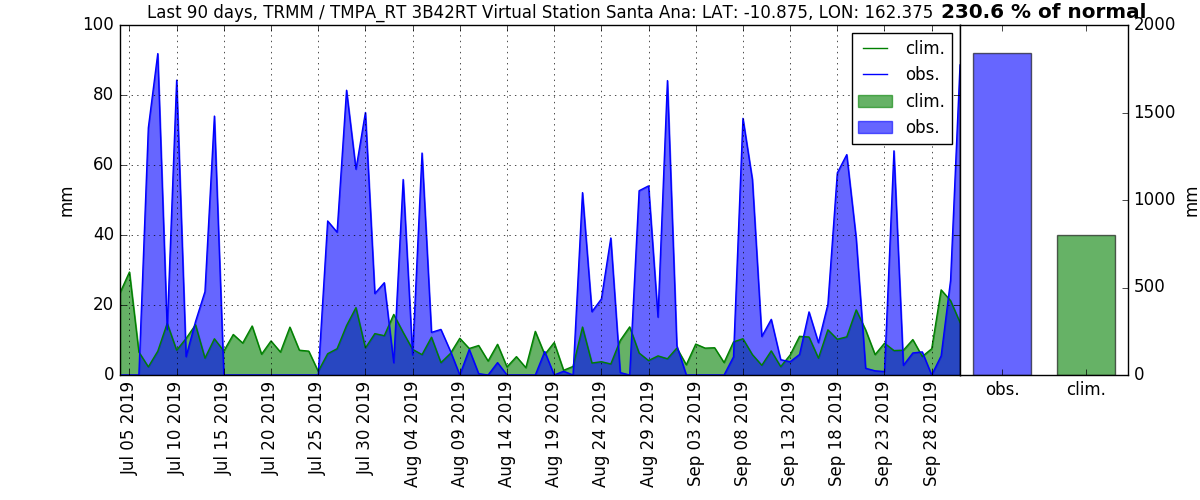 Last 90 days, TRMM / TMPA_RT 3B42RT Virtual Station Santa Ana: LAT: -10.875, LON: 162.375 230.6 % of normal
100
80
60
40
20
0
mm
clim.
obs.
clim.
obs.
2000
1500
1000
500
0
mm
Jul 05 2019
Jul 10 2019
Jul 15 2019
Jul 20 2019
Jul 25 2019
Jul 30 2019
Aug 04 2019
Aug 09 2019
Aug 14 2019
Aug 19 2019
Aug 24 2019
Aug 29 2019
Sep 03 2019
Sep 08 2019
Sep 13 2019
Sep 18 2019
Sep 23 2019
Sep 28 2019
obs.
clim.